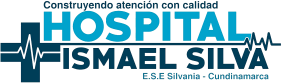 Construyendo atención con calidad
HOSPITAL
ISMAEL SILVA
E.S.E Silvania - Cundinamarca